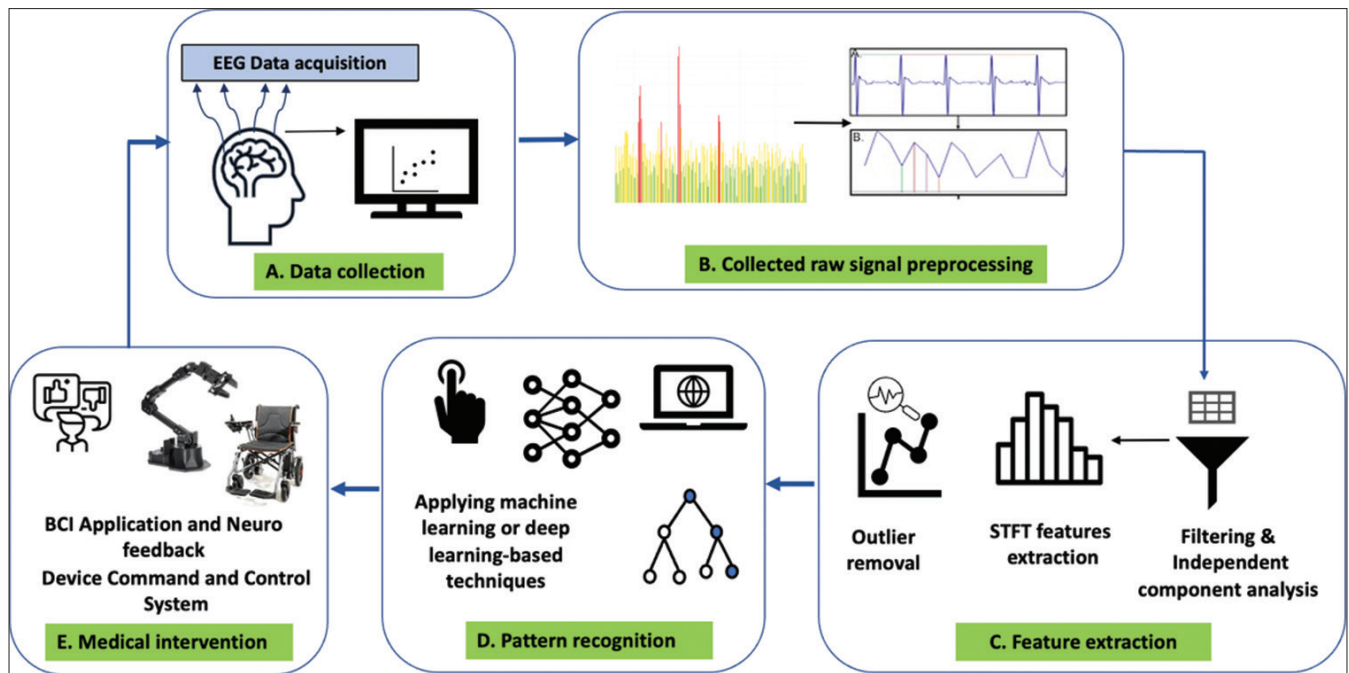 EEG Data acquisition
A. Data collection
A.
B.
B. Collected raw signal preprocessing
Outlier
removal
STFT features
extraction
Filtering &
Independent
component analysis
C. Feature extraction
Applying machine
learning or deep
learning-based
techniques
D. Pattern recognition
BCI Application and Neuro
feedback
Device Command and Control
System
E. Medical intervention